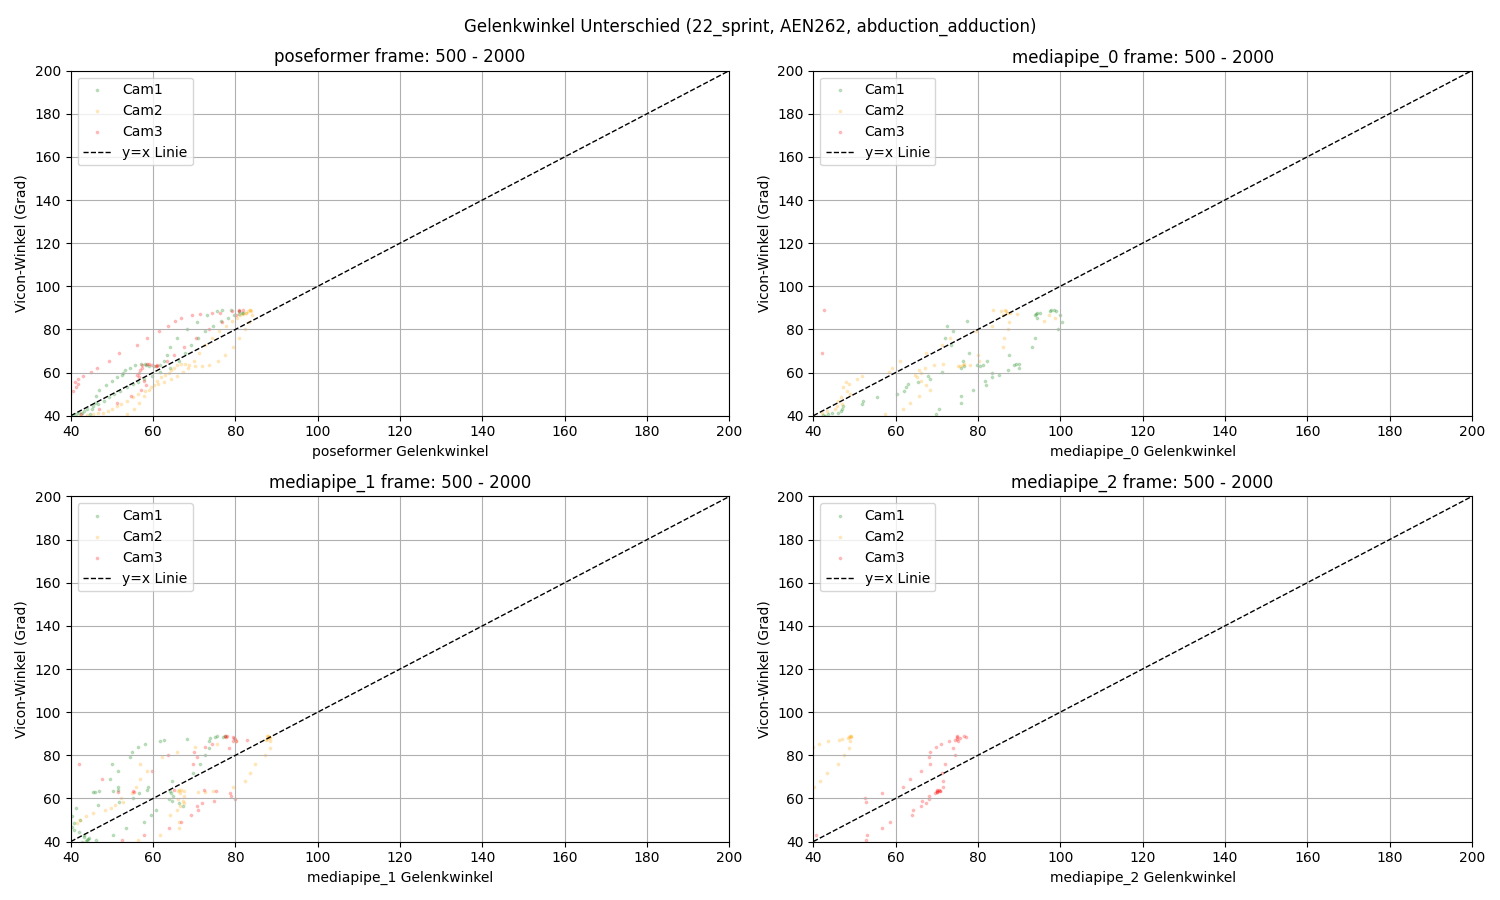 Gelenkwinkel Unterschied (22_sprint, AEN262, abduction_adduction)
poseformer frame: 500 - 2000
200
180
160
140
120
100
80
60
40
Vicon-Winkel (Grad)
Cam1
Cam2
Cam3
y=x Linie
40 60 80 100 120 140 160 180 200
poseformer Gelenkwinkel
mediapipe_0 frame: 500 - 2000
200
180
160
140
120
100
80
60
40
Vicon-Winkel (Grad)
Cam1
Cam2
Cam3
y=x Linie
40 60 80 100 120 140 160 180 200
mediapipe_0 Gelenkwinkel
mediapipe_1 frame: 500 - 2000
200
180
160
140
120
100
80
60
40
Vicon-Winkel (Grad)
Cam1
Cam2
Cam3
y=x Linie
40 60 80 100 120 140 160 180 200
mediapipe_1 Gelenkwinkel
mediapipe_2 frame: 500 - 2000
200
180
160
140
120
100
80
60
40
Vicon-Winkel (Grad)
Cam1
Cam2
Cam3
y=x Linie
40 60 80 100 120 140 160 180 200
mediapipe_2 Gelenkwinkel